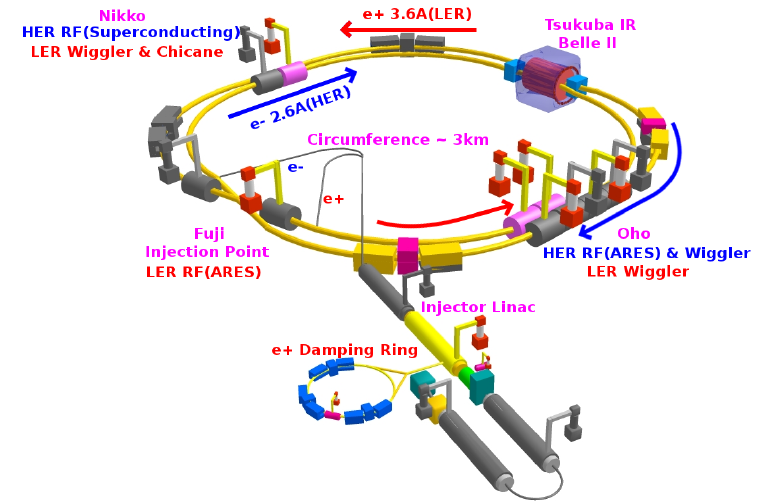 Nikko
HER RF(Superconducting)
LER Wiggler & Chicane
e+ 3.6A(LER)
Tsukuba IR
Belle II
e- 2.6A(HER)
Circumference ~ 3km
e-
e+
Fuji
Injection Point
LER RF(ARES)
Oho
HER RF(ARES) & Wiggler
LER Wiggler
Injector Linac
e+ Damping Ring